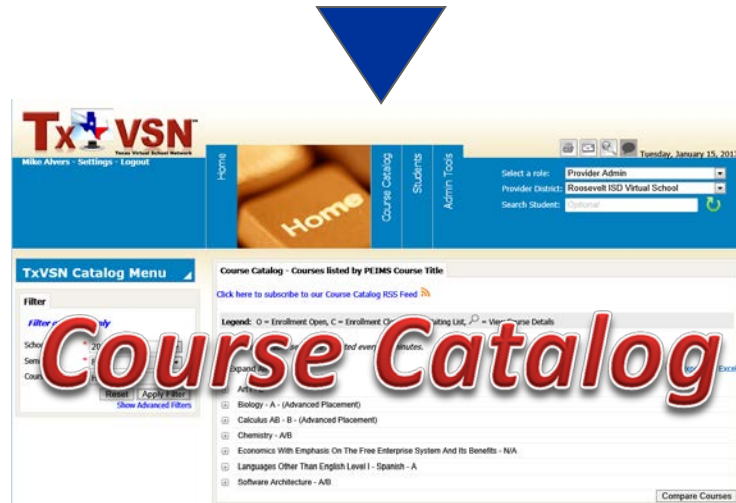 TxVSN™
Texas Virtual School Network
Mike Alvers - Settings - Logout
Home
Home
Course Catalog
Students
Admin Tools
Tuesday, January 15, 201
Select a role: Provider Admin
Provider District: Roosevelt ISD Virtual School
Search Student: Optional
TxVSN Catalog Menu
Course Catalog - Courses listed by PEIMS Course Title
Click here to subscribe to our Course Catalog RSS Feed
Filter
Legend: O = Enrollment Open, C = Enrollment = View Course Details
Course Catalog
Reset Apply Filter
Show Advanced Filters
Biology - A - (Advanced Placement)
Calculus AB - B - (Advanced Placement)
Chemistry - A/B
Economics With Emphasis On The Free Enterprise System And Its Benefits - N/A
Languages Other Than English Level I - Spanish - A
Software Architecture - A/B
Compare Courses